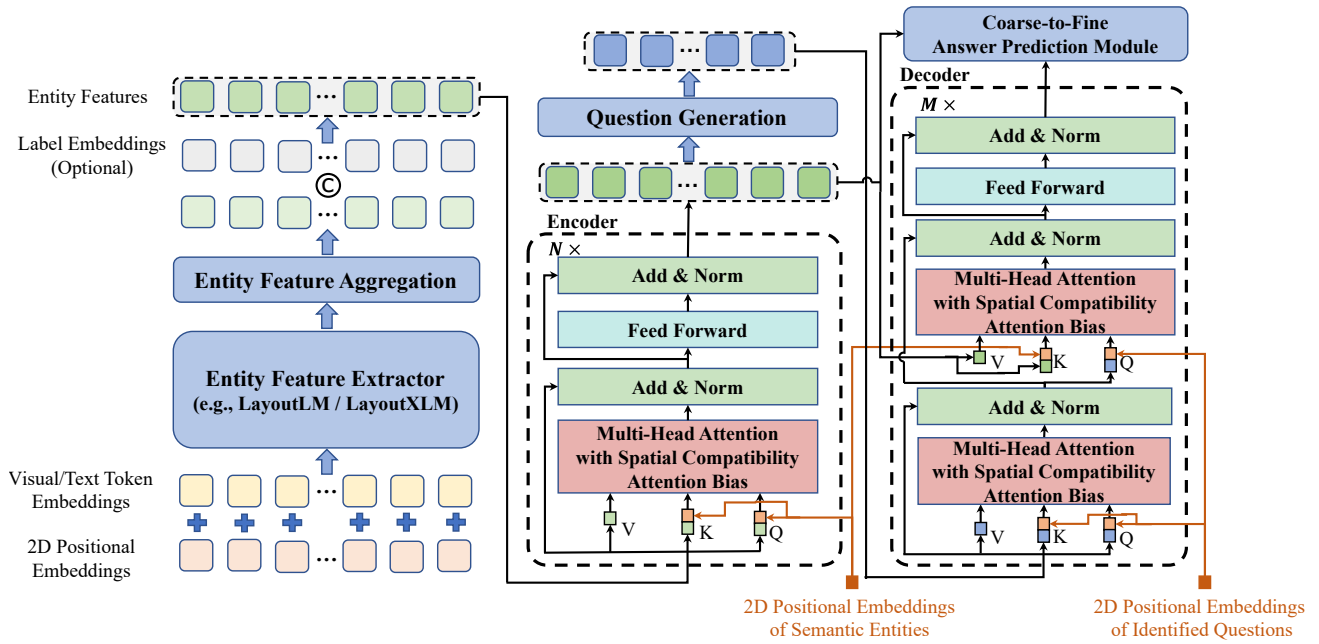 Entity Features
Label Embeddings
(Optional)
...
...
©
...
Entity Feature Aggregation
Entity Feature Extractor
(e.g., LayoutLM / LayoutXLM)
Visual/Text Token
Embeddings
...
2D Positional
Embeddings
...
...
Question Generation
...
Encoder
N ×
Add & Norm
Feed Forward
Add & Norm
Multi-Head Attention
with Spatial Compatibility
Attention Bias
V
K
Q
2D Positional Embeddings
of Semantic Entities
Coarse-to-Fine
Answer Prediction Module
Decoder
M ×
Add & Norm
Feed Forward
Add & Norm
Multi-Head Attention
with Spatial Compatibility
Attention Bias
V
K
Q
Add & Norm
Multi-Head Attention
with Spatial Compatibility
Attention Bias
V
K
Q
2D Positional Embeddings
of Identified Questions